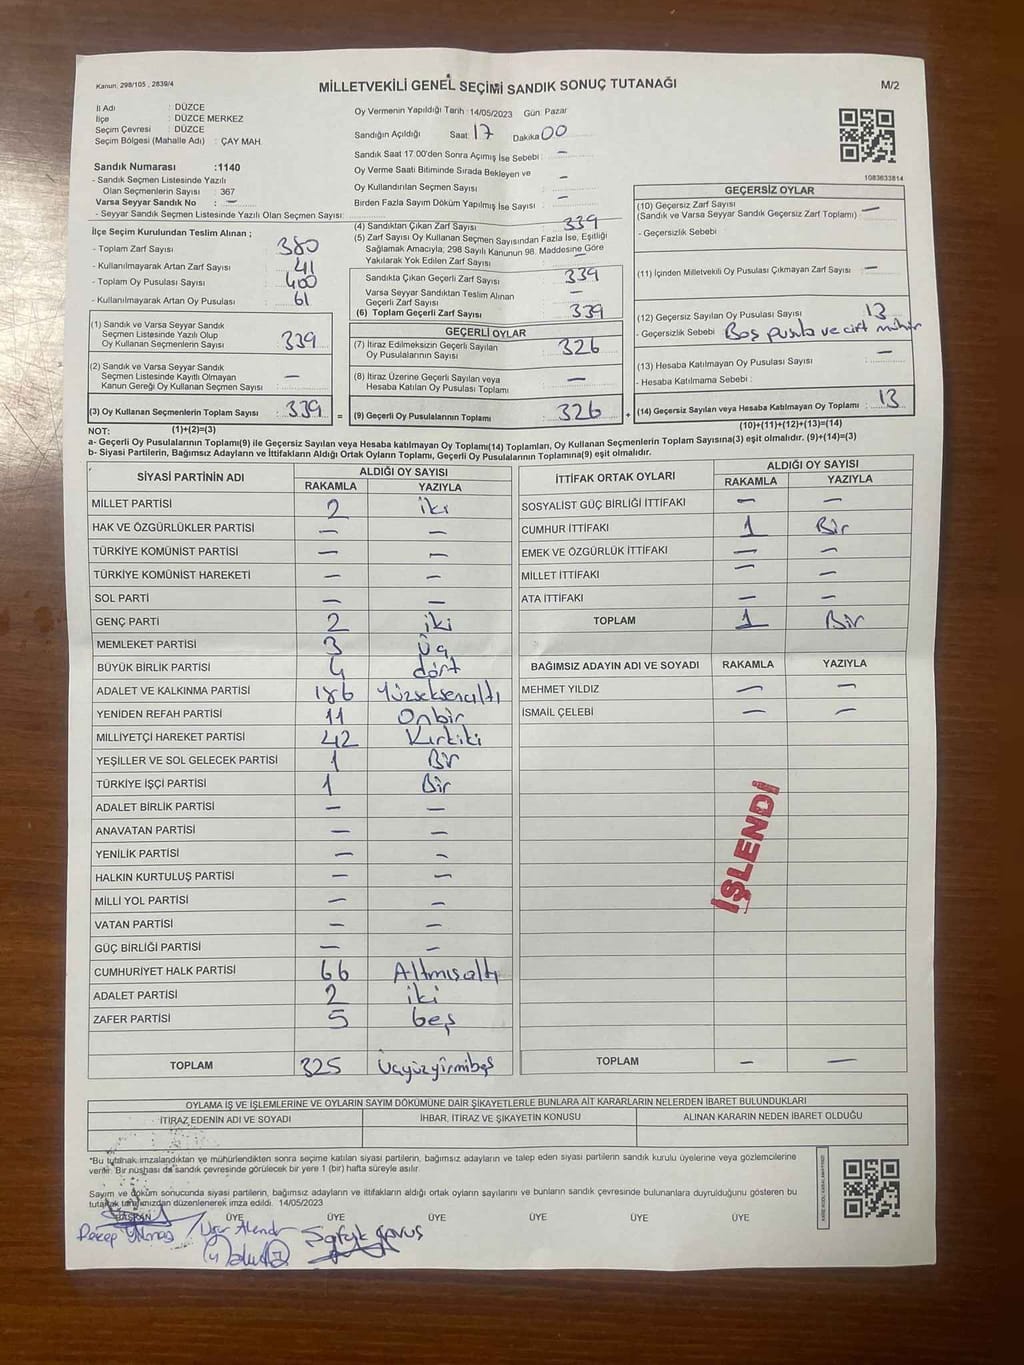 Kanun: 298/105 , 2839/4
MİLLETVEKİLİ GENEL SEÇİMİ SANDIK SONUÇ TUTANAĞI
M/2
İl Adı : DÜZCE
İlçe : DÜZCE MERKEZ
Seçim Çevresi : DÜZCE
Seçim Bölgesi (Mahalle Adı) : ÇAY MAH.
Oy Vermenin Yapıldığı Tarih :14/05/2023 Gün: Pazar
Sandığın Açıldığı Saat: 17 Dakika 00
Sandık Saat 17:00'den Sonra Açımış İse Sebebi : —
Oy Verme Saati Bitiminde Sırada Bekleyen ve
Oy Kullandırılan Seçmen Sayısı —
Birden Fazla Sayım Döküm Yapılmış İse Sayısı : —
1083633814
Sandık Numarası :1140
- Sandık Seçmen Listesinde Yazılı
Olan Seçmenlerin Sayısı : 367
Varsa Seyyar Sandık No : —
- Seyyar Sandık Seçmen Listesinde Yazılı Olan Seçmen Sayısı:
İlçe Seçim Kurulundan Teslim Alınan ;
- Toplam Zarf Sayısı 380
- Kullanılmayarak Artan Zarf Sayısı 41
- Toplam Oy Pusulası Sayısı 400
- Kullanılmayarak Artan Oy Pusulası 61
(1) Sandık ve Varsa Seyyar Sandık
Seçmen Listesinde Yazılı Olup
Oy Kullanan Seçmenlerin Sayısı 339
(2) Sandık ve Varsa Seyyar Sandık
Seçmen Listesinde Kayıtlı Olmayan
Kanun Gereği Oy Kullanan Seçmen Sayısı —
(3) Oy Kullanan Seçmenlerin Toplam Sayısı 339 =
(4) Sandıktan Çıkan Zarf Sayısı 339
(5) Zarf Sayısı Oy Kullanan Seçmen Sayısından Fazla İse, Eşitliği
Sağlamak Amacıyla; 298 Sayılı Kanunun 98. Maddesine Göre
Yakılarak Yok Edilen Zarf Sayısı —
Sandıkta Çıkan Geçerli Zarf Sayısı 339
Varsa Seyyar Sandıktan Teslim Alınan
Geçerli Zarf Sayısı —
(6) Toplam Geçerli Zarf Sayısı 339
GEÇERLİ OYLAR
(7) İtiraz Edilmeksizin Geçerli Sayılan
Oy Pusulalarının Sayısı 326
(8) İtiraz Üzerine Geçerli Sayılan veya
Hesaba Katılan Oy Pusulası Toplamı —
(9) Geçerli Oy Pusulalarının Toplamı 326 +
GEÇERSİZ OYLAR
(10) Geçersiz Zarf Sayısı —
(Sandık ve Varsa Seyyar Sandık Geçersiz Zarf Toplamı)
- Geçersizlik Sebebi
(11) İçinden Milletvekili Oy Pusulası Çıkmayan Zarf Sayısı —
(12) Geçersiz Sayılan Oy Pusulası Sayısı 13
- Geçersizlik Sebebi Boş pusula ve cift mühür
(13) Hesaba Katılmayan Oy Pusulası Sayısı —
- Hesaba Katılmama Sebebi :
(14) Geçersiz Sayılan veya Hesaba Katılmayan Oy Toplamı 13
NOT: (1)+(2)=(3)
(10)+(11)+(12)+(13)=(14)
a- Geçerli Oy Pusulalarının Toplamı(9) ile Geçersiz Sayılan veya Hesaba katılmayan Oy Toplamı(14) Toplamları, Oy Kullanan Seçmenlerin Toplam Sayısına(3) eşit olmalıdır. (9)+(14)=(3)
b- Siyasi Partilerin, Bağımsız Adayların ve İttifakların Aldığı Ortak Oyların Toplamı, Geçerli Oy Pusulalarının Toplamına(9) eşit olmalıdır.
SİYASİ PARTİNİN ADI ALDIĞI OY SAYISI
RAKAMLA YAZIYLA
MİLLET PARTİSİ 2 iki
HAK VE ÖZGÜRLÜKLER PARTİSİ — —
TÜRKİYE KOMÜNİST PARTİSİ — —
TÜRKİYE KOMÜNİST HAREKETİ — —
SOL PARTİ — —
GENÇ PARTİ 2 iki
MEMLEKET PARTİSİ 3 Üç
BÜYÜK BİRLİK PARTİSİ 4 dört
ADALET VE KALKINMA PARTİSİ 186 Yüzseksenaltı
YENİDEN REFAH PARTİSİ 11 Onbir
MİLLİYETÇİ HAREKET PARTİSİ 42 Kırkiki
YEŞİLLER VE SOL GELECEK PARTİSİ 1 Bir
TÜRKİYE İŞÇİ PARTİSİ 1 Bir
ADALET BİRLİK PARTİSİ — —
ANAVATAN PARTİSİ — —
YENİLİK PARTİSİ — —
HALKIN KURTULUŞ PARTİSİ — —
MİLLİ YOL PARTİSİ — —
VATAN PARTİSİ — —
GÜÇ BİRLİĞİ PARTİSİ — —
CUMHURİYET HALK PARTİSİ 66 Altmışaltı
ADALET PARTİSİ 2 iki
ZAFER PARTİSİ 5 beş
TOPLAM 325 Üçyüzyirmibeş
İTTİFAK ORTAK OYLARI ALDIĞI OY SAYISI
RAKAMLA YAZIYLA
SOSYALİST GÜÇ BİRLİĞİ İTTİFAKI — —
CUMHUR İTTİFAKI 1 Bir
EMEK VE ÖZGÜRLÜK İTTİFAKI — —
MİLLET İTTİFAKI — —
ATA İTTİFAKI — —
TOPLAM 1 Bir
BAĞIMSIZ ADAYIN ADI VE SOYADI RAKAMLA YAZIYLA
MEHMET YILDIZ — —
İSMAİL ÇELEBİ — —
İŞLENDİ
TOPLAM — —
OYLAMA İŞ VE İŞLEMLERİNE VE OYLARIN SAYIM DÖKÜMÜNE DAİR ŞİKAYETLERLE BUNLARA AİT KARARLARIN NELERDEN İBARET BULUNDUKLARI
İTİRAZ EDENİN ADI VE SOYADI İHBAR, İTİRAZ VE ŞİKAYETİN KONUSU ALINAN KARARIN NEDEN İBARET OLDUĞU
*Bu tutanak imzalandıktan ve mühürlendikten sonra seçime katılan siyasi partilerin, bağımsız adayların ve talep eden siyasi partilerin sandık kurulu üyelerine veya gözlemcilerine
verilir. Bir nüshası da sandık çevresinde görülecek bir yere 1 (bir) hafta süreyle asılır.
Sayım ve döküm sonucunda siyasi partilerin, bağımsız adayların ve ittifakların aldığı ortak oyların sayılarını ve bunların sandık çevresinde bulunanlara duyrulduğunu gösteren bu
tutanak tarafımızdan düzenlenerek imza edildi. 14/05/2023
BAŞKAN ÜYE ÜYE ÜYE ÜYE ÜYE ÜYE
Recep Yılmaz